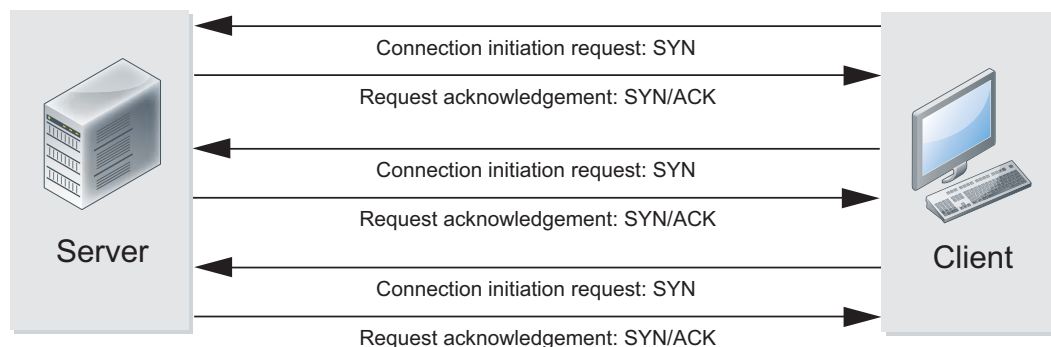 Connection initiation request: SYN
Request acknowledgement: SYN/ACK
Connection initiation request: SYN
Request acknowledgement: SYN/ACK
Server
Client
Connection initiation request: SYN
Request acknowledgement: SYN/ACK